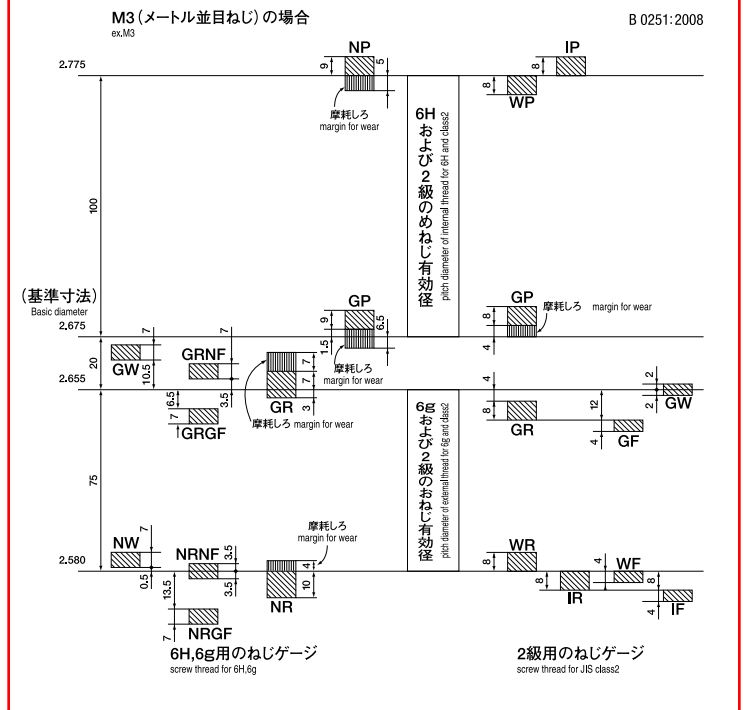 M3(メートル並目ねじ)の場合
ex.M3
B 0251:2008
NP
IP
2.775
9
5
8
8
WP
摩耗しろ
margin for wear
6Hおよび2級のめねじ有効径
pitch diameter of internal thread for 6H and class2
100
(基準寸法)
Basic diameter
2.675
GP
9
6.5
1.5
GP
8
4
摩耗しろ margin for wear
7
7
GW
10.5
GRNF
3.5
20
摩耗しろ
margin for wear
7
7
3
GR
摩耗しろ margin for wear
2.655
6.5
7
GRGF
4
8
GR
12
4
GF
2
2
GW
6gおよび2級のおねじ有効径
pitch diameter of external thread for 6g and class2
75
NW
7
0.5
NRNF
3.5
3.5
摩耗しろ
margin for wear
4
10
NR
2.580
13.5
7
NRGF
WR
8
8
IR
4
WF
8
4
IF
6H,6g用のねじゲージ
screw thread for 6H,6g
2級用のねじゲージ
screw thread for JIS class2